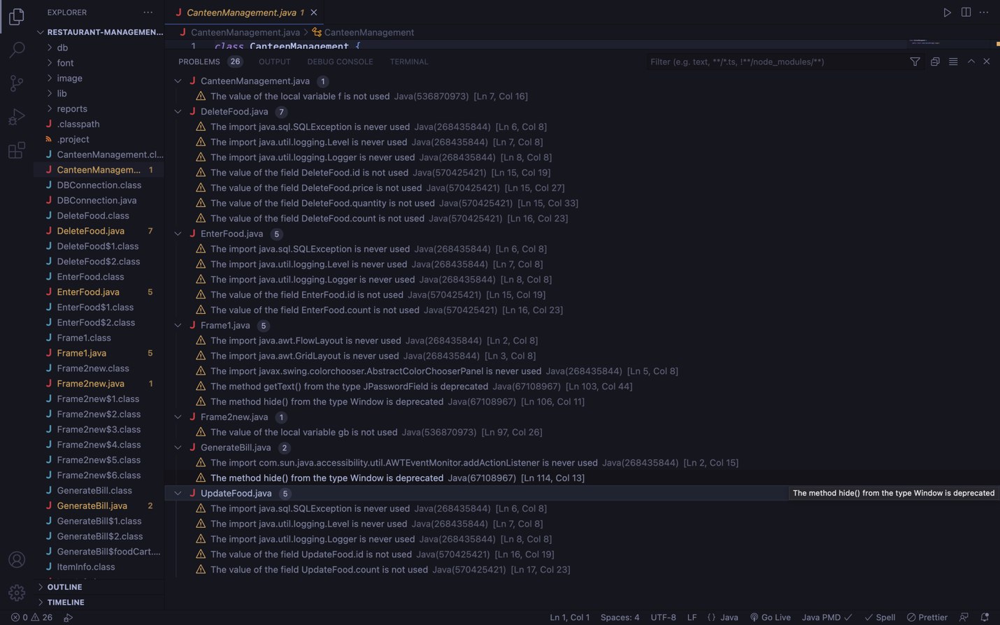 EXPLORER
CanteenManagement.java 1
RESTAURANT-MANAGEMEN...
db
font
image
lib
reports
.classpath
.project
CanteenManagement.cl...
CanteenManagem... 1
DBConnection.class
DBConnection.java
DeleteFood.class
DeleteFood.java 7
DeleteFood$1.class
DeleteFood$2.class
EnterFood.class
EnterFood.java 5
EnterFood$1.class
EnterFood$2.class
Frame1.class
Frame1.java 5
Frame2new.class
Frame2new.java 1
Frame2new$1.class
Frame2new$2.class
Frame2new$3.class
Frame2new$4.class
Frame2new$5.class
Frame2new$6.class
GenerateBill.class
GenerateBill.java 2
GenerateBill$1.class
GenerateBill$2.class
GenerateBill$foodCart....
ItemInfo.class
OUTLINE
TIMELINE
CanteenManagement.java > CanteenManagement
1 class CanteenManagement {
PROBLEMS 26 OUTPUT DEBUG CONSOLE TERMINAL Filter (e.g. text, **/*.ts, !**/node_modules/**)
CanteenManagement.java 1
The value of the local variable f is not used Java(536870973) [Ln 7, Col 16]
DeleteFood.java 7
The import java.sql.SQLException is never used Java(268435844) [Ln 6, Col 8]
The import java.util.logging.Level is never used Java(268435844) [Ln 7, Col 8]
The import java.util.logging.Logger is never used Java(268435844) [Ln 8, Col 8]
The value of the field DeleteFood.id is not used Java(570425421) [Ln 15, Col 19]
The value of the field DeleteFood.price is not used Java(570425421) [Ln 15, Col 27]
The value of the field DeleteFood.quantity is not used Java(570425421) [Ln 15, Col 33]
The value of the field DeleteFood.count is not used Java(570425421) [Ln 16, Col 23]
EnterFood.java 5
The import java.sql.SQLException is never used Java(268435844) [Ln 6, Col 8]
The import java.util.logging.Level is never used Java(268435844) [Ln 7, Col 8]
The import java.util.logging.Logger is never used Java(268435844) [Ln 8, Col 8]
The value of the field EnterFood.id is not used Java(570425421) [Ln 15, Col 19]
The value of the field EnterFood.count is not used Java(570425421) [Ln 16, Col 23]
Frame1.java 5
The import java.awt.FlowLayout is never used Java(268435844) [Ln 2, Col 8]
The import java.awt.GridLayout is never used Java(268435844) [Ln 3, Col 8]
The import javax.swing.colorchooser.AbstractColorChooserPanel is never used Java(268435844) [Ln 5, Col 8]
The method getText() from the type JPasswordField is deprecated Java(67108967) [Ln 103, Col 44]
The method hide() from the type Window is deprecated Java(67108967) [Ln 106, Col 11]
Frame2new.java 1
The value of the local variable gb is not used Java(536870973) [Ln 97, Col 26]
GenerateBill.java 2
The import com.sun.java.accessibility.util.AWTEventMonitor.addActionListener is never used Java(268435844) [Ln 2, Col 15]
The method hide() from the type Window is deprecated Java(67108967) [Ln 114, Col 13]
UpdateFood.java 5
The method hide() from the type Window is deprecated
The import java.sql.SQLException is never used Java(268435844) [Ln 6, Col 8]
The import java.util.logging.Level is never used Java(268435844) [Ln 7, Col 8]
The import java.util.logging.Logger is never used Java(268435844) [Ln 8, Col 8]
The value of the field UpdateFood.id is not used Java(570425421) [Ln 16, Col 19]
The value of the field UpdateFood.count is not used Java(570425421) [Ln 17, Col 23]
0 26 Ln 1, Col 1 Spaces: 4 UTF-8 LF {} Java Go Live Java PMD Spell Prettier